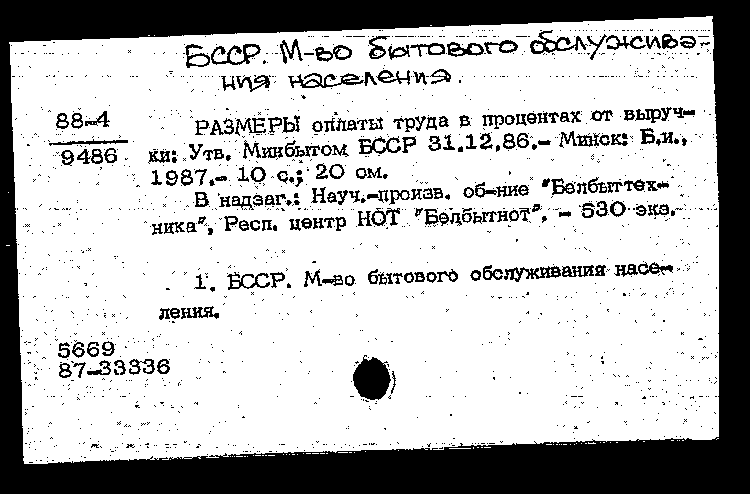 БССР. М-во бытового обслужива-
ния населения.
88-4
9486
РАЗМЕРЫ оплаты труда в процентах от выруч-
ки: Утв. Минбытом БССР 31.12.86.- Минск: Б.и.,
1987.- 10 с.; 20 см.
В надзаг.: Науч.-произв. об-ние "Белбыттех-
ника", Респ. центр НОТ "Белбытнот". - 530 экз.
1. БССР. М-во бытового обслуживания насе-
ления.
5669
87-33336